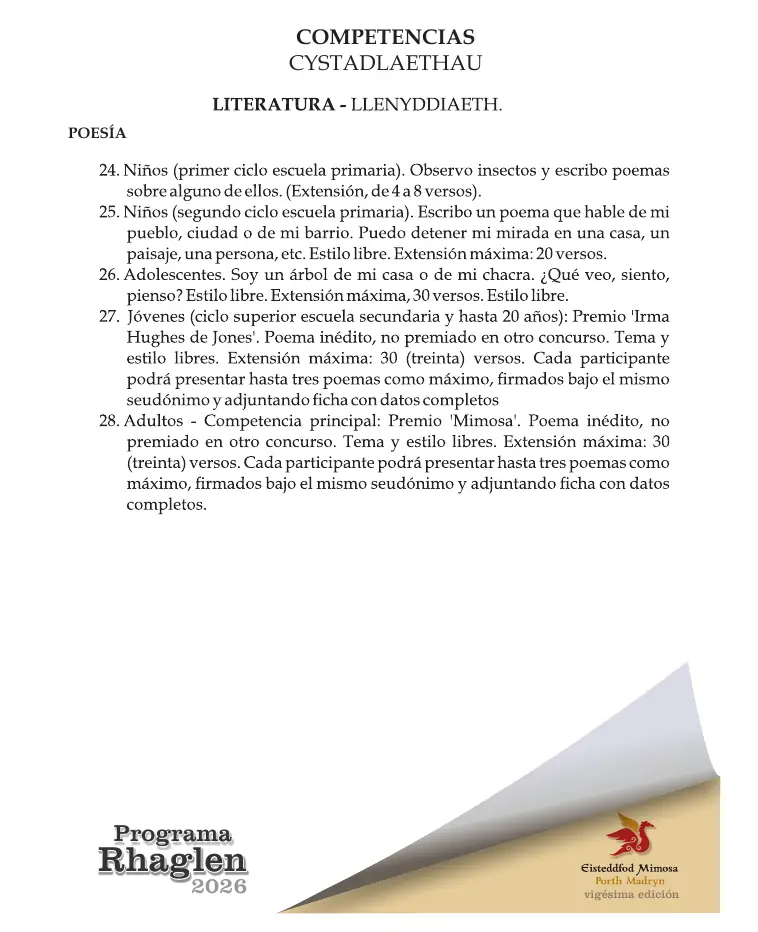 COMPETENCIAS
CYSTADLAETHAU
LITERATURA - LLENYDDIAETH.
POESÍA
24. Niños (primer ciclo escuela primaria). Observo insectos y escribo poemas
sobre alguno de ellos. (Extensión, de 4 a 8 versos).
25. Niños (segundo ciclo escuela primaria). Escribo un poema que hable de mi
pueblo, ciudad o de mi barrio. Puedo detener mi mirada en una casa, un
paisaje, una persona, etc. Estilo libre. Extensión máxima: 20 versos.
26. Adolescentes. Soy un árbol de mi casa o de mi chacra. ¿Qué veo, siento,
pienso? Estilo libre. Extensión máxima, 30 versos. Estilo libre.
27. Jóvenes (ciclo superior escuela secundaria y hasta 20 años): Premio 'Irma
Hughes de Jones'. Poema inédito, no premiado en otro concurso. Tema y
estilo libres. Extensión máxima: 30 (treinta) versos. Cada participante
podrá presentar hasta tres poemas como máximo, firmados bajo el mismo
seudónimo y adjuntando ficha con datos completos
28. Adultos - Competencia principal: Premio 'Mimosa'. Poema inédito, no
premiado en otro concurso. Tema y estilo libres. Extensión máxima: 30
(treinta) versos. Cada participante podrá presentar hasta tres poemas como
máximo, firmados bajo el mismo seudónimo y adjuntando ficha con datos
completos.
Programa
Rhaglen
2026
Eisteddfod Mimosa
Porth Madryn
vigésima edición